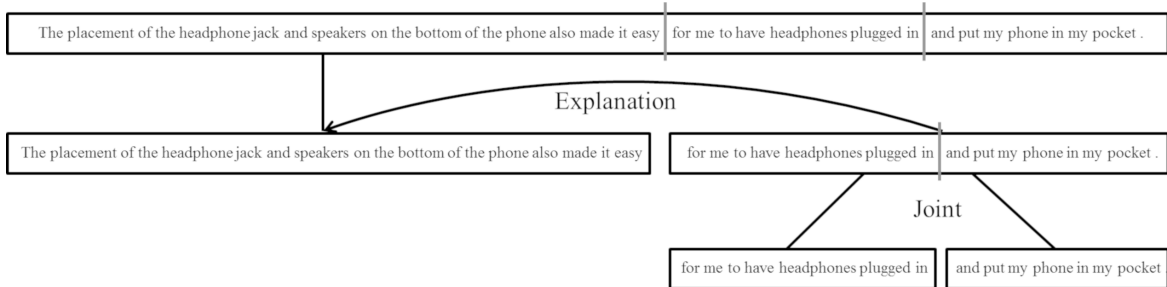 The placement of the headphone jack and speakers on the bottom of the phone also made it easy for me to have headphones plugged in and put my phone in my pocket .
Explanation
The placement of the headphone jack and speakers on the bottom of the phone also made it easy
for me to have headphones plugged in and put my phone in my pocket .
Joint
for me to have headphones plugged in
and put my phone in my pocket .